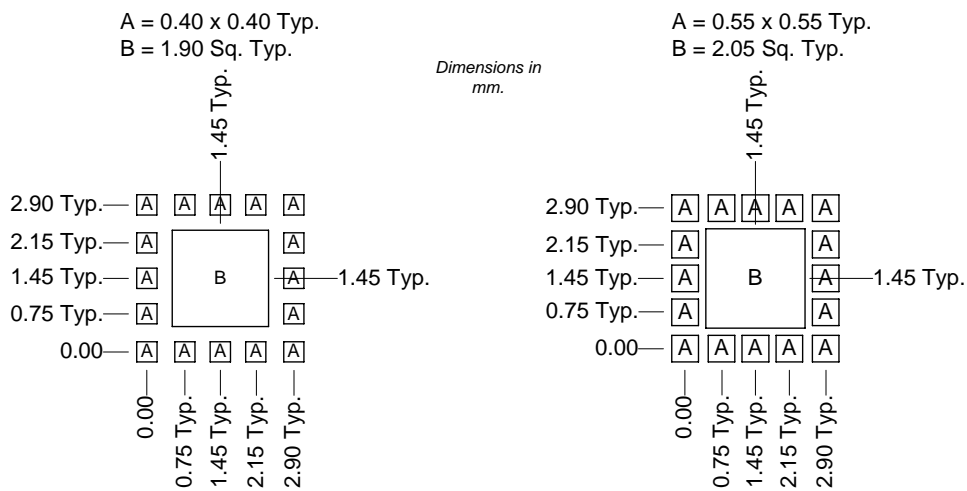 A = 0.40 x 0.40 Typ.
B = 1.90 Sq. Typ.
Dimensions in
mm.
A = 0.55 x 0.55 Typ.
B = 2.05 Sq. Typ.
1.45 Typ.
2.90 Typ. A A A A A
2.15 Typ. A A
1.45 Typ. A B A 1.45 Typ.
0.75 Typ. A A
0.00 A A A A A
0.00
0.75 Typ.
1.45 Typ.
2.15 Typ.
2.90 Typ.
1.45 Typ.
2.90 Typ. A A A A A
2.15 Typ. A A
1.45 Typ. A B A 1.45 Typ.
0.75 Typ. A A
0.00 A A A A A
0.00
0.75 Typ.
1.45 Typ.
2.15 Typ.
2.90 Typ.